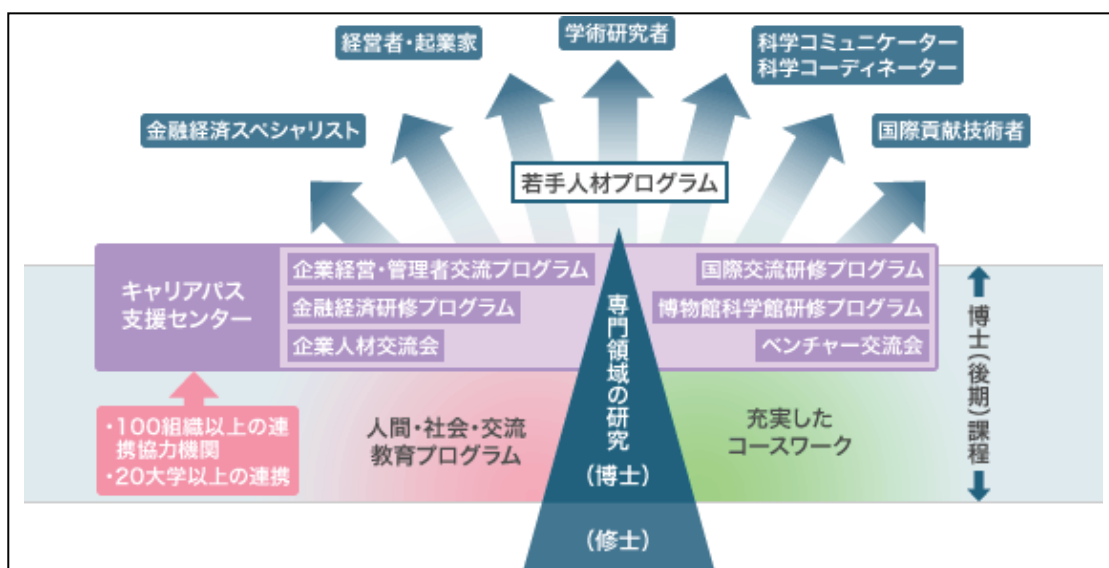 学術研究者
経営者・起業家
科学コミュニケーター
科学コーディネーター
金融経済スペシャリスト
国際貢献技術者
若手人材プログラム
キャリアパス
支援センター
企業経営・管理者交流プログラム
金融経済研修プログラム
企業人材交流会
国際交流研修プログラム
博物館科学館研修プログラム
ベンチャー交流会
専門領域の研究
(博士)
(修士)
・100組織以上の連
携協力機関
・20大学以上の連携
人間・社会・交流
教育プログラム
充実した
コースワーク
博士(後期)課程